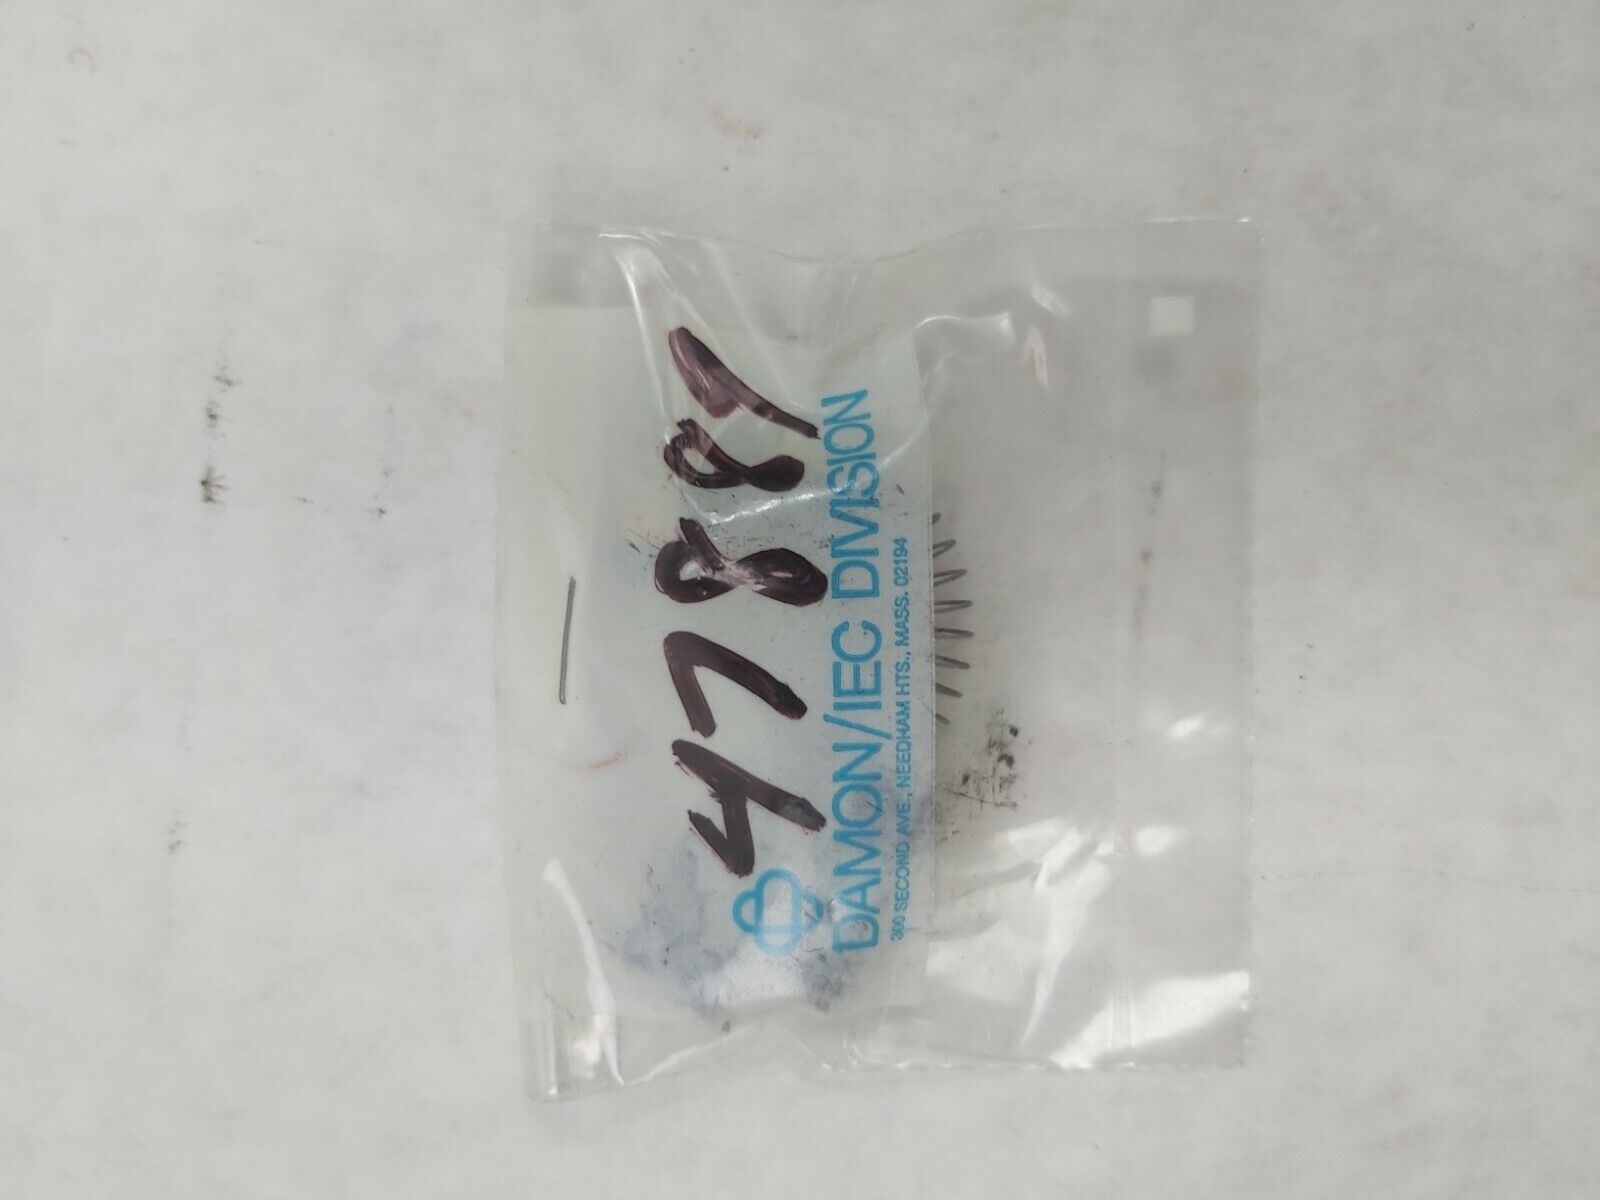 47889
DAMON/IEC DIVISION
300 SECOND AVE., NEEDHAM HTS., MASS. 02194